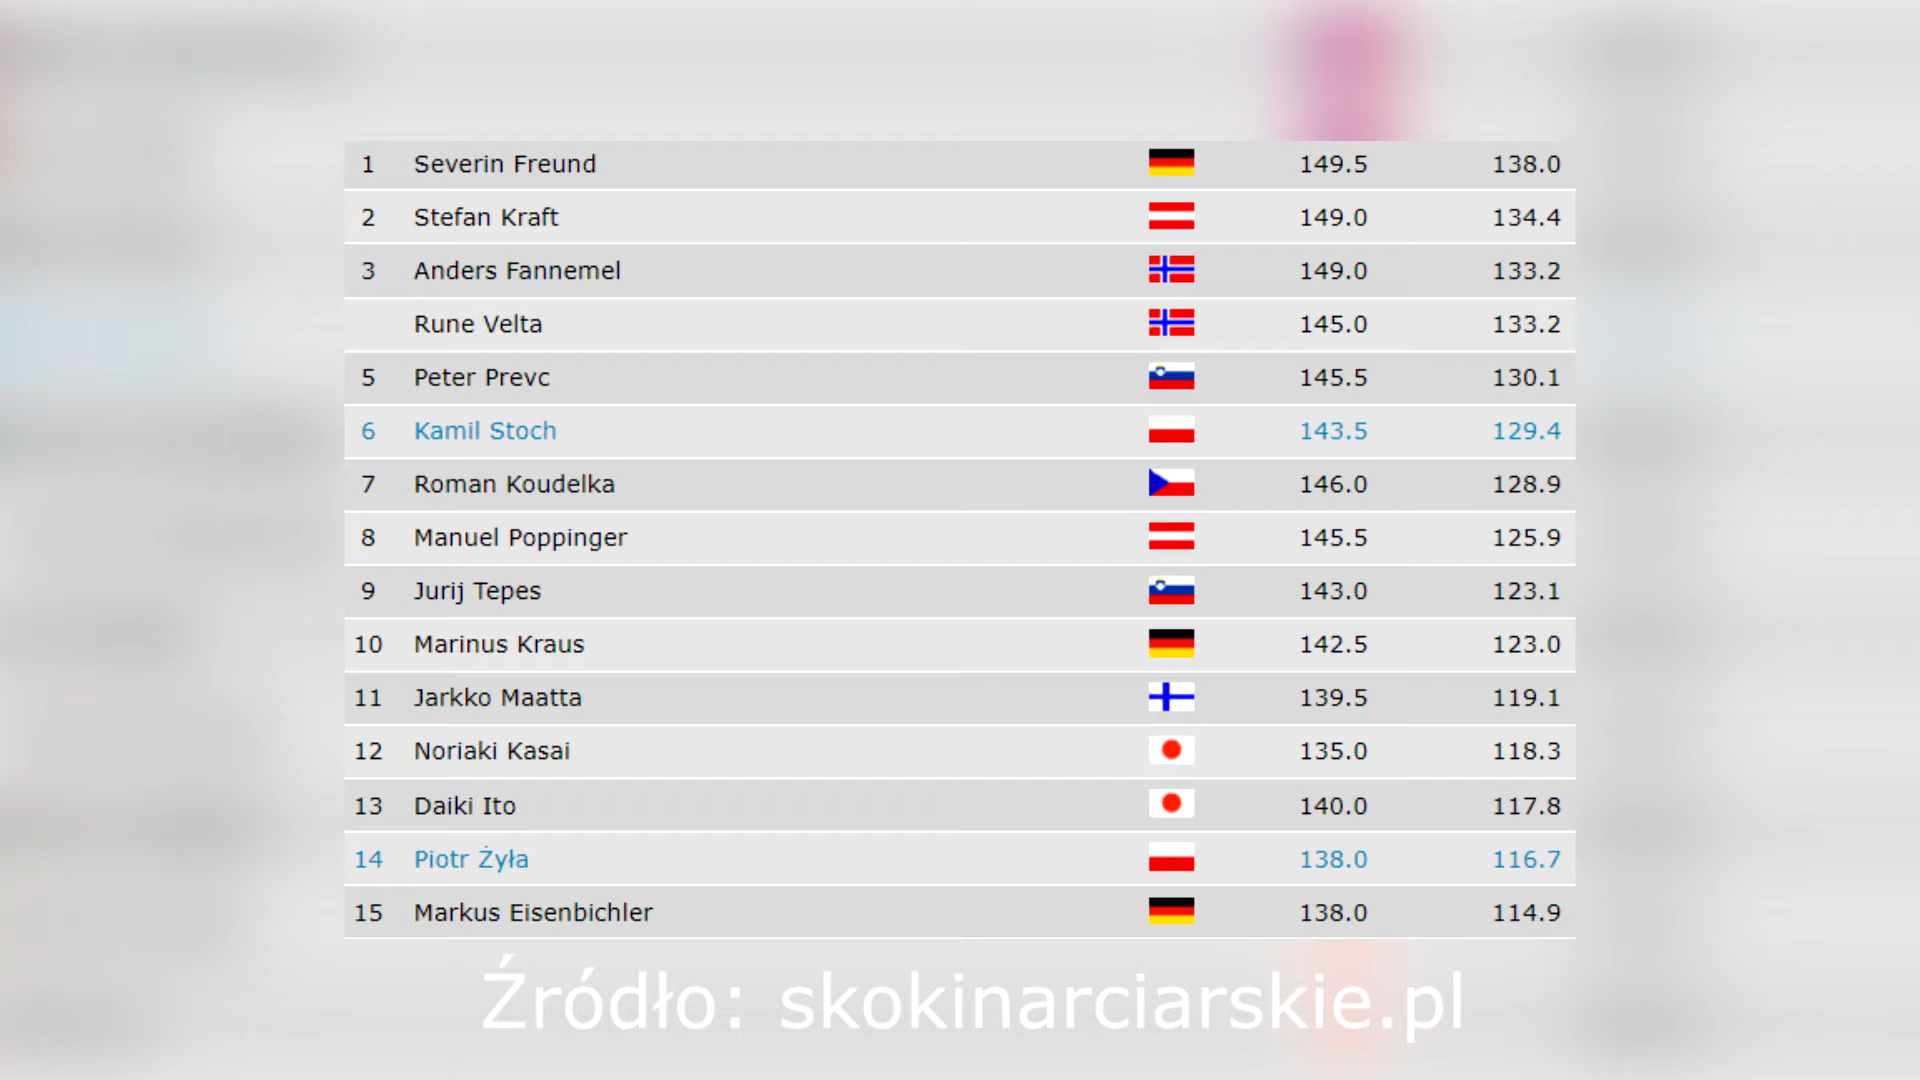 1 Severin Freund 149.5 138.0
2 Stefan Kraft 149.0 134.4
3 Anders Fannemel 149.0 133.2
Rune Velta 145.0 133.2
5 Peter Prevc 145.5 130.1
6 Kamil Stoch 143.5 129.4
7 Roman Koudelka 146.0 128.9
8 Manuel Poppinger 145.5 125.9
9 Jurij Tepes 143.0 123.1
10 Marinus Kraus 142.5 123.0
11 Jarkko Maatta 139.5 119.1
12 Noriaki Kasai 135.0 118.3
13 Daiki Ito 140.0 117.8
14 Piotr Żyła 138.0 116.7
15 Markus Eisenbichler 138.0 114.9
Źródło: skokinarciarskie.pl